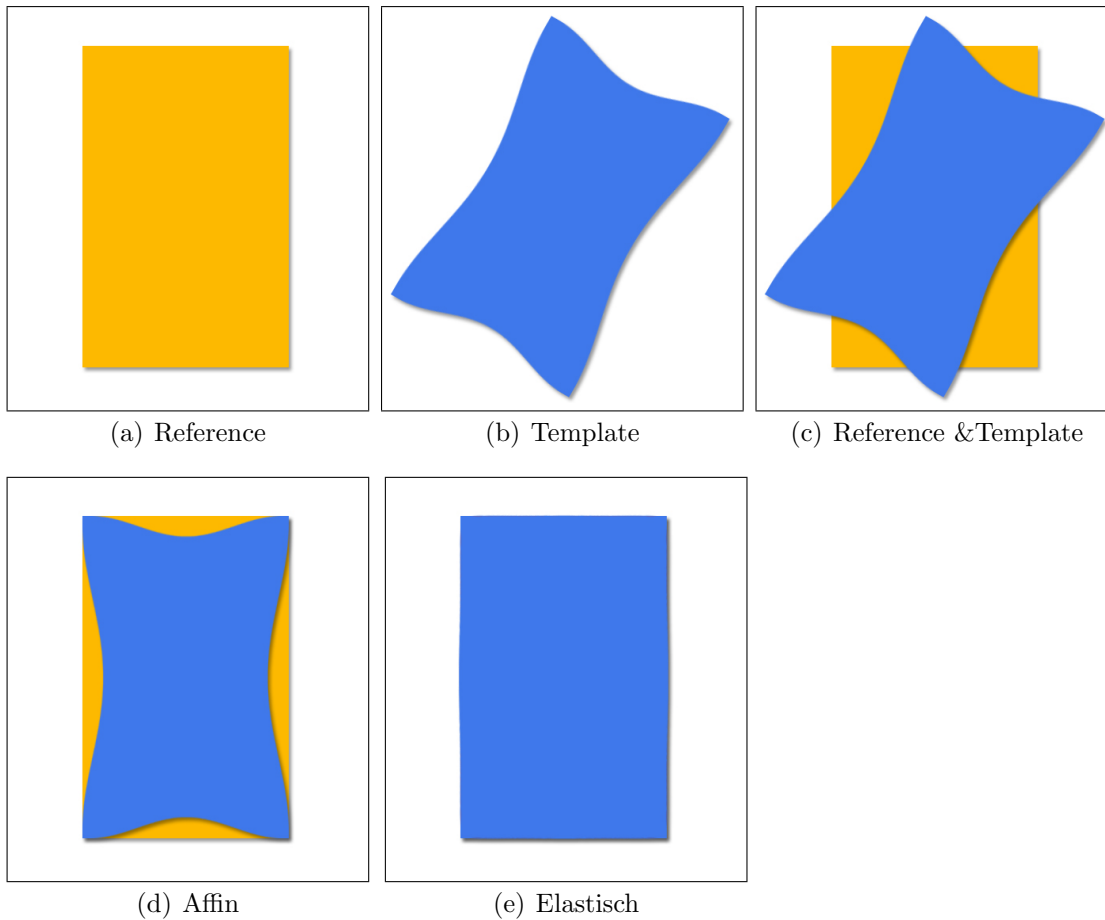 (a) Reference
(b) Template
(c) Reference &Template
(d) Affin
(e) Elastisch